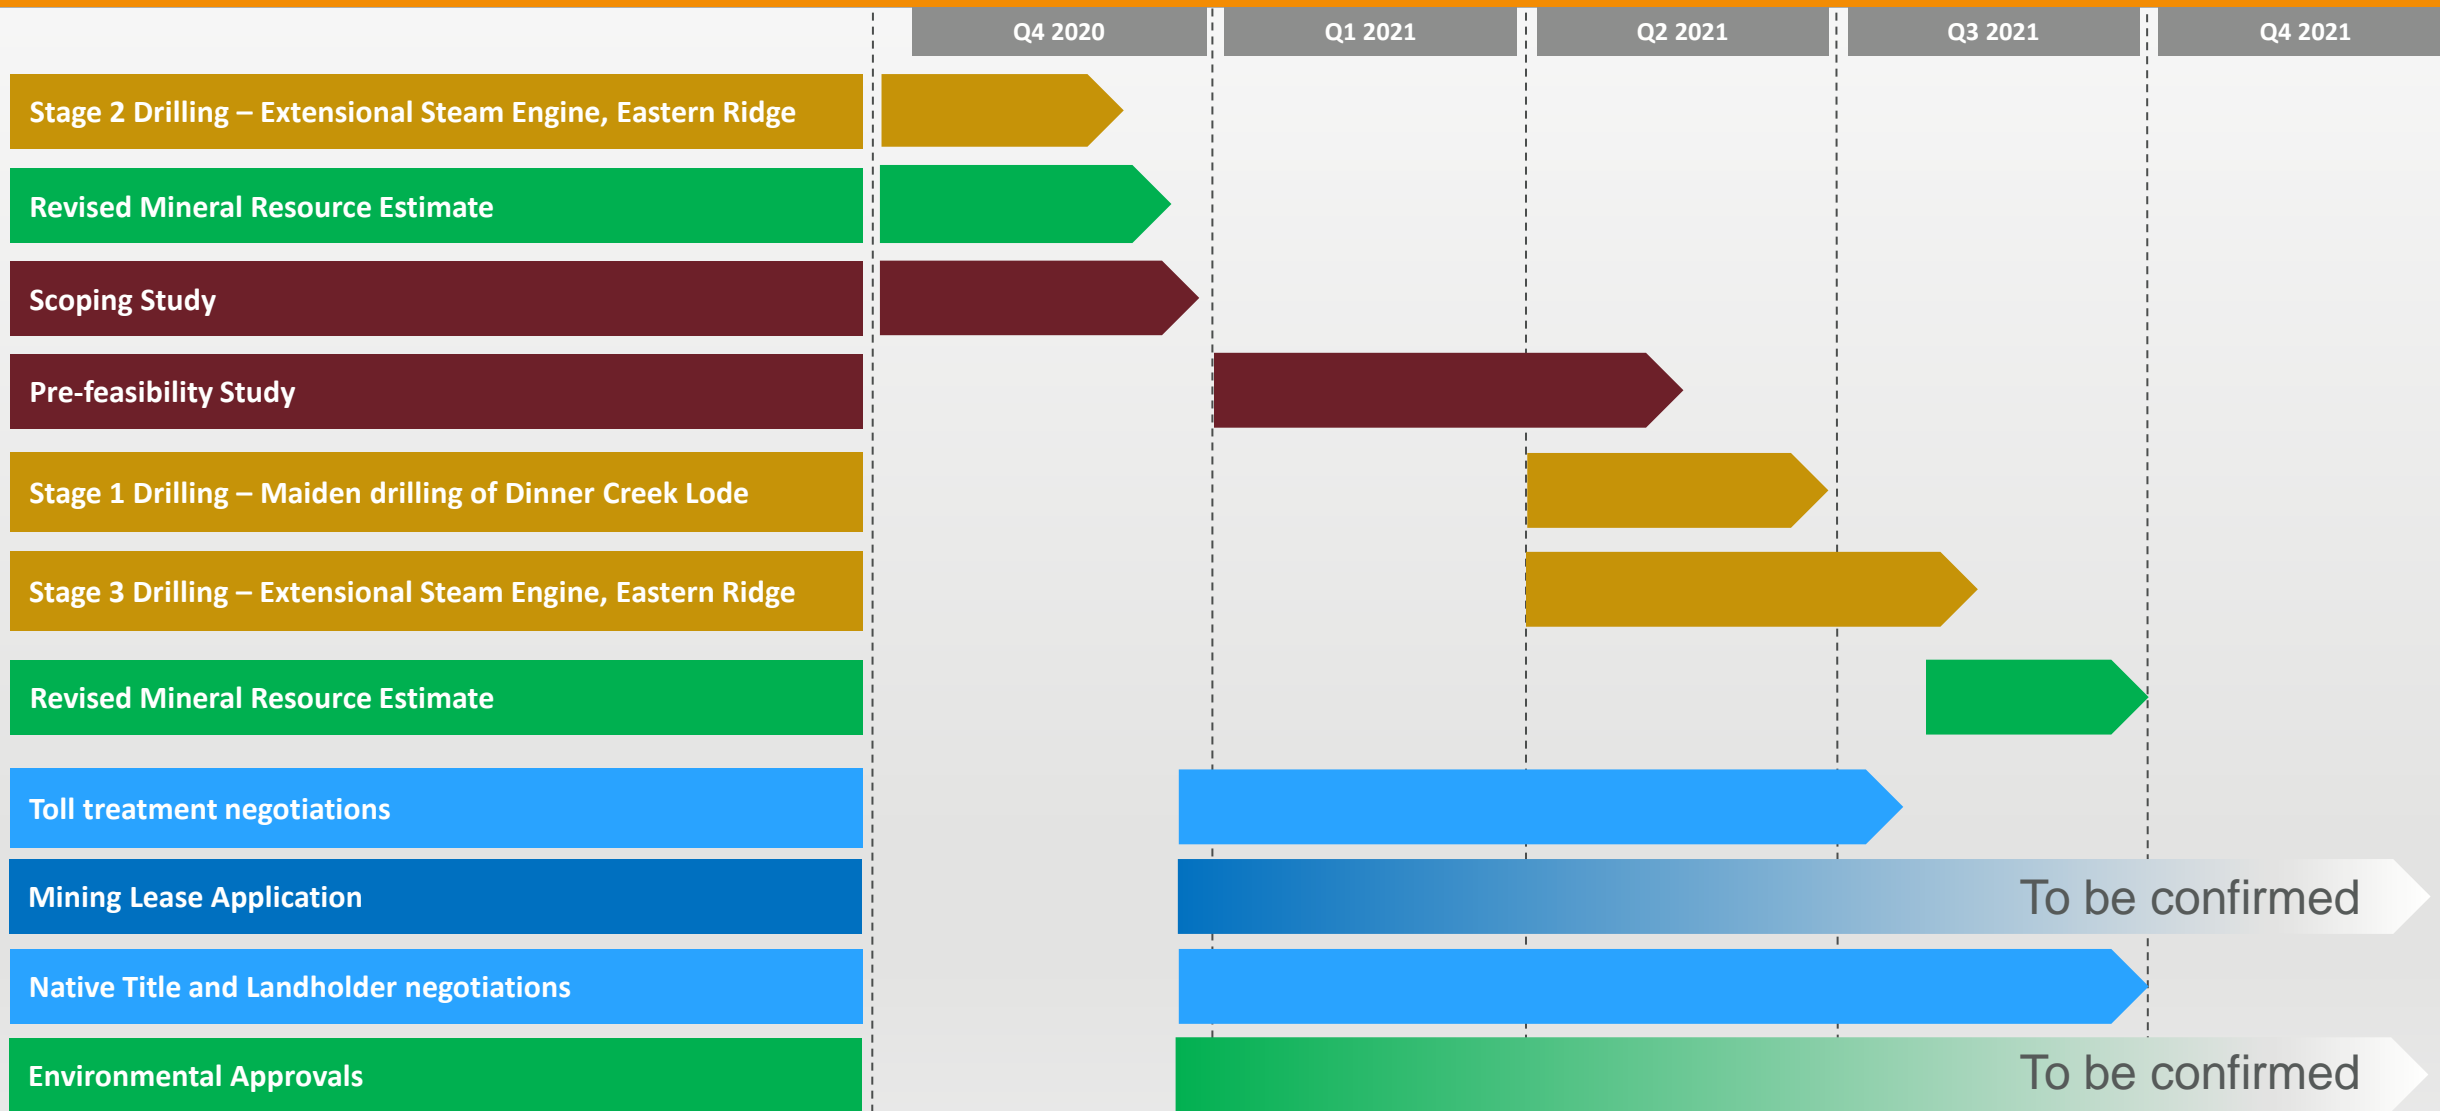 Q4 2020
Q1 2021
Q2 2021
Q3 2021
Q4 2021
Stage 2 Drilling – Extensional Steam Engine, Eastern Ridge
Revised Mineral Resource Estimate
Scoping Study
Pre-feasibility Study
Stage 1 Drilling – Maiden drilling of Dinner Creek Lode
Stage 3 Drilling – Extensional Steam Engine, Eastern Ridge
Revised Mineral Resource Estimate
Toll treatment negotiations
Mining Lease Application
To be confirmed
Native Title and Landholder negotiations
Environmental Approvals
To be confirmed